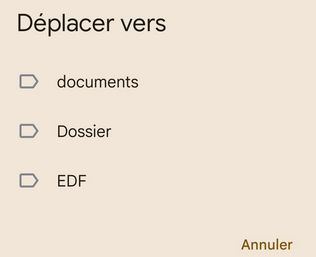 Déplacer vers
documents
Dossier
EDF
Annuler